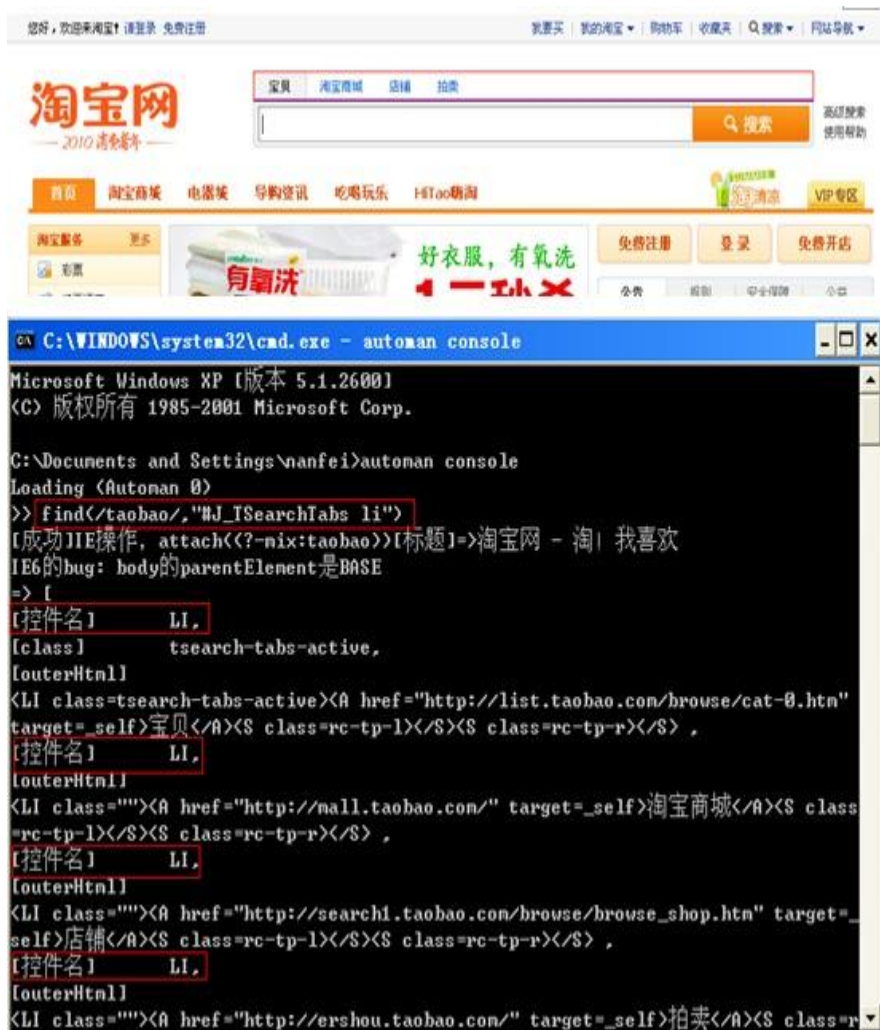 您好，欢迎来淘宝！ 请登录 免费注册 我要买 我的淘宝 购物车 收藏夹 搜索 网站导航
宝贝 淘宝商城 店铺 拍卖
淘宝网
2010
搜索
高级搜索
使用帮助
首页 淘宝商城 电器城 导购资讯 吃喝玩乐 HiTao嗨淘 淘清凉 VIP专区
淘宝服务 更多
彩票
有氧洗
好衣服，有氧洗
免费注册 登录 免费开店
公告 规则 安全保障 公益
C:\WINDOWS\system32\cmd.exe - automan console
Microsoft Windows XP [版本 5.1.2600]
(C) 版权所有 1985-2001 Microsoft Corp.
C:\Documents and Settings\nanfei>automan console
Loading (Automan 0)
>> find(/taobao/,"#J_TSearchTabs li")
[成功]IE操作, attach((?-mix:taobao))[标题]=>淘宝网 - 淘! 我喜欢
IE6的bug: body的parentElement是BASE
=> [
[控件名] LI,
[class] tsearch-tabs-active,
[outerHtml]
<LI class=tsearch-tabs-active><A href="http://list.taobao.com/browse/cat-0.htm"
target=_self>宝贝</A><S class=rc-tp-l></S><S class=rc-tp-r></S> ,
[控件名] LI,
[outerHtml]
<LI class=""><A href="http://mall.taobao.com/" target=_self>淘宝商城</A><S class
=rc-tp-l></S><S class=rc-tp-r></S> ,
[控件名] LI,
[outerHtml]
<LI class=""><A href="http://search1.taobao.com/browse/browse_shop.htm" target=_
self>店铺</A><S class=rc-tp-l></S><S class=rc-tp-r></S> ,
[控件名] LI,
[outerHtml]
<LI class=""><A href="http://ershou.taobao.com/" target=_self>拍卖</A><S class=r